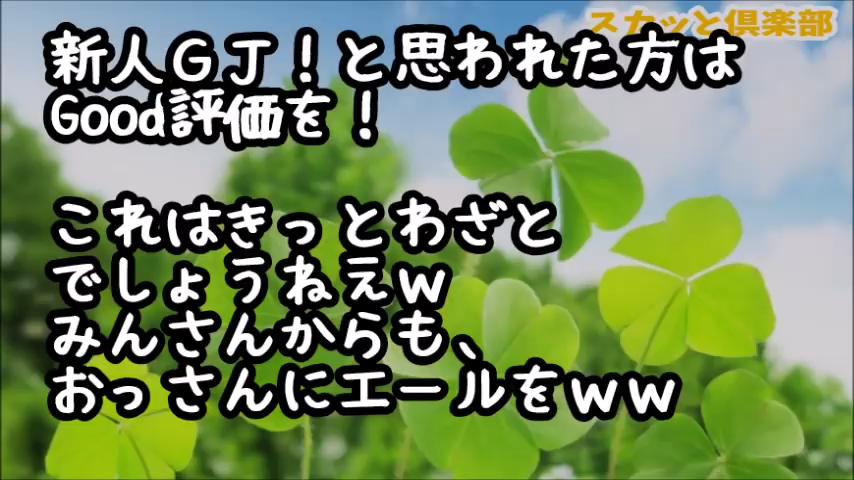 スカッと倶楽部
新人ＧＪ！と思われた方は
Good評価を！
これはきっとわざと
でしょうねえｗ
みんさんからも、
おっさんにエールをｗｗ